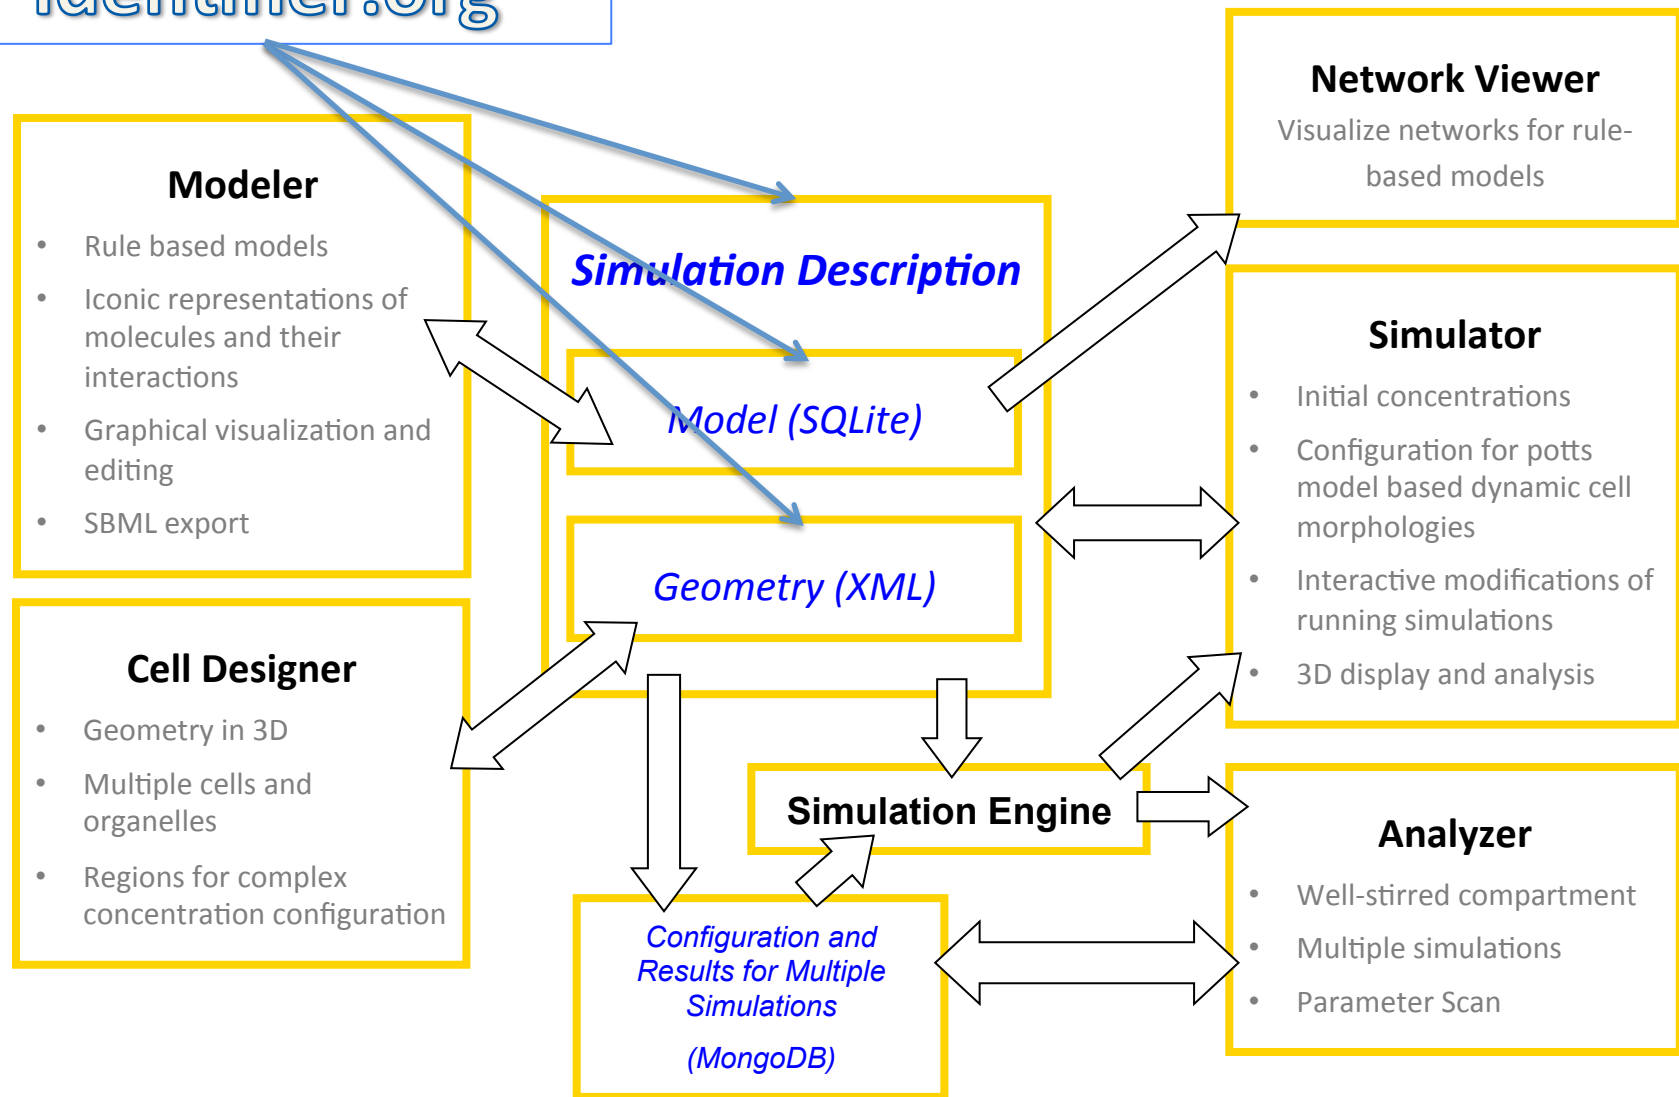 identifier.org
Network Viewer
Visualize networks for rule-
based models
Modeler
• Rule based models
• Iconic representations of
molecules and their
interactions
• Graphical visualization and
editing
• SBML export
Simulation Description
Model (SQLite)
Geometry (XML)
Simulator
• Initial concentrations
• Configuration for potts
model based dynamic cell
morphologies
• Interactive modifications of
running simulations
• 3D display and analysis
Cell Designer
• Geometry in 3D
• Multiple cells and
organelles
• Regions for complex
concentration configuration
Simulation Engine
Configuration and
Results for Multiple
Simulations
(MongoDB)
Analyzer
• Well-stirred compartment
• Multiple simulations
• Parameter Scan